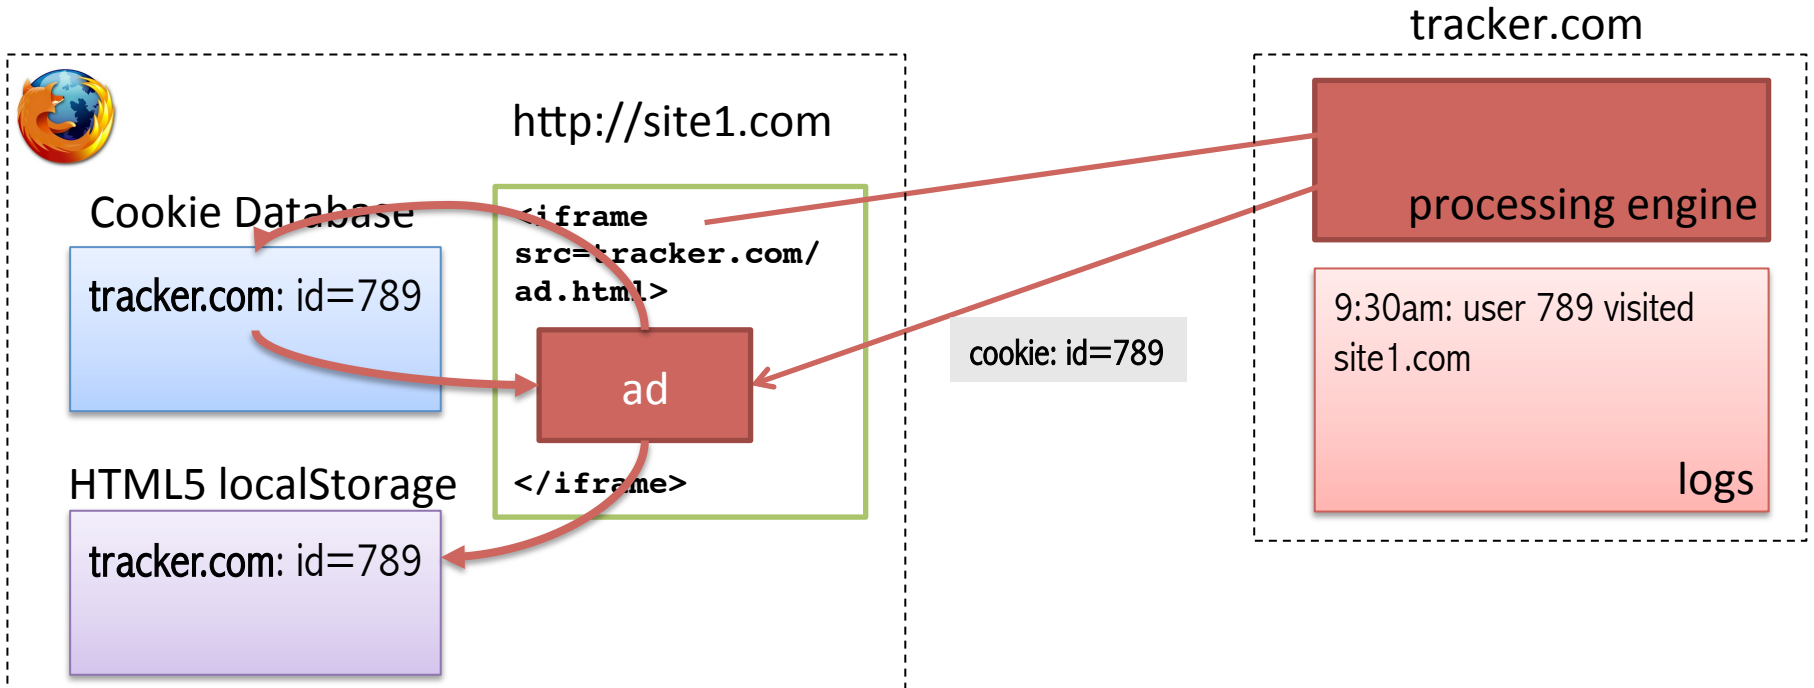 tracker.com
http://site1.com
Cookie Database
tracker.com: id=789
<iframe
src=tracker.com/
ad.html>
ad
</iframe>
HTML5 localStorage
tracker.com: id=789
cookie: id=789
processing engine
9:30am: user 789 visited
site1.com
logs